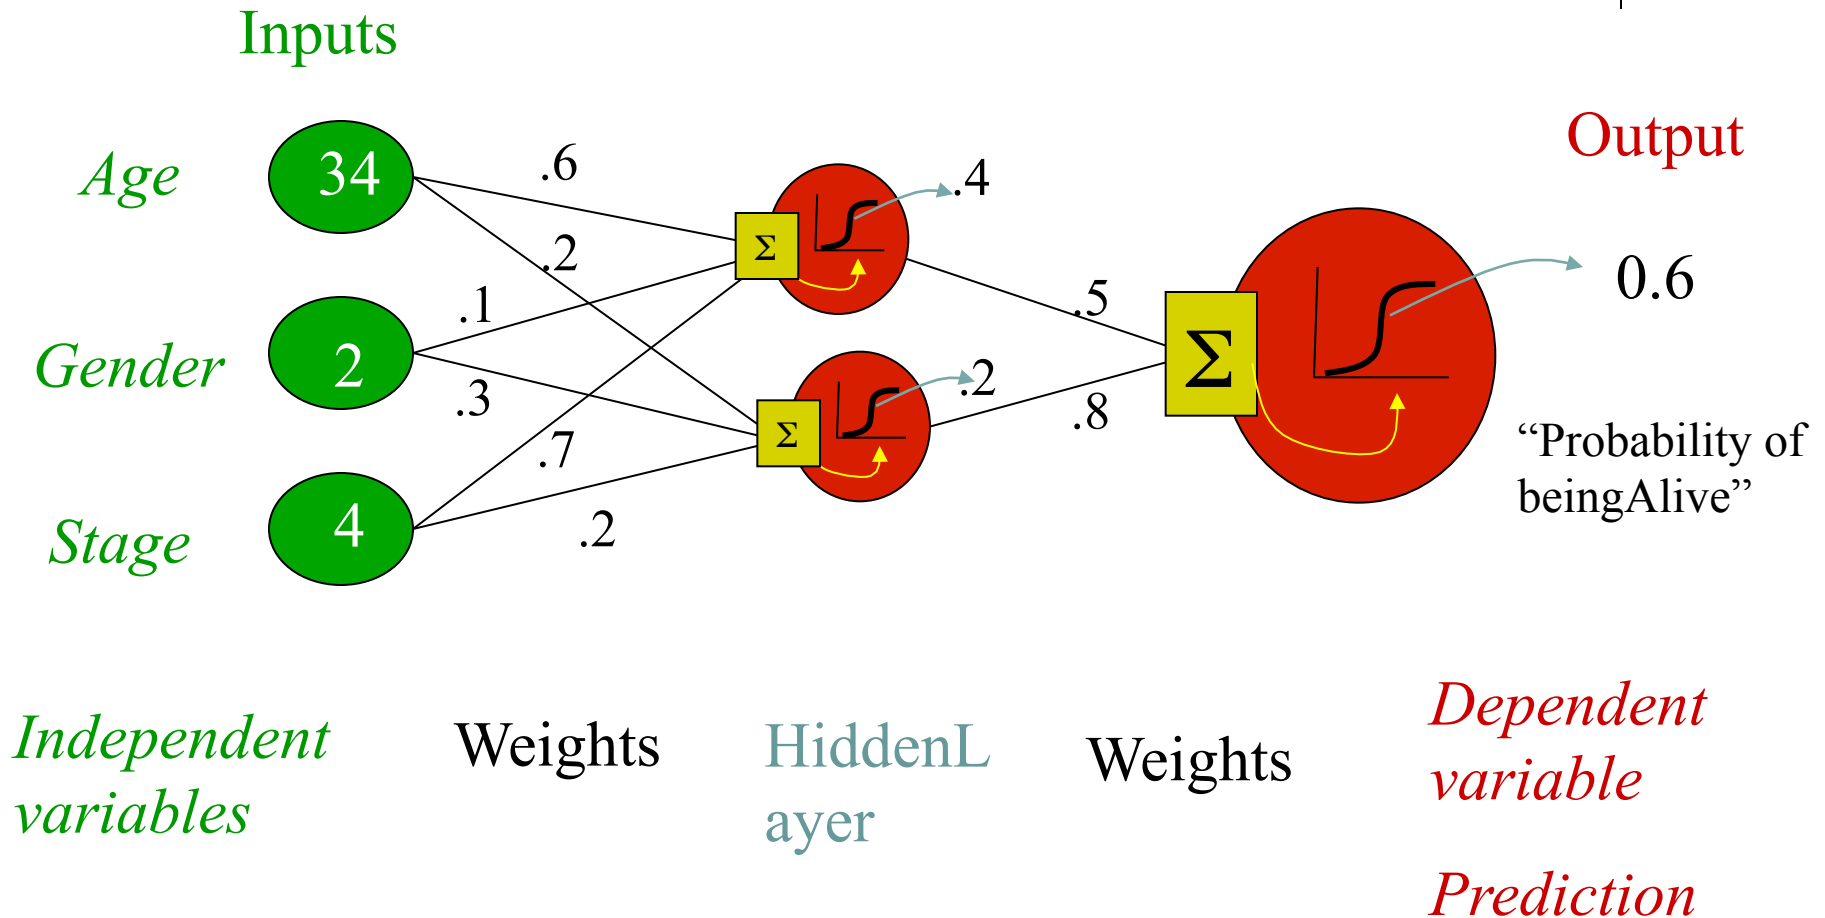 Inputs
Output
Age
34
.6
.4
.2
Σ
.1
.5
0.6
Gender
2
Σ
.3
.2
.8
Σ
.7
“Probability of
beingAlive”
Stage
4
.2
Independent
variables
Weights
HiddenL
ayer
Weights
Dependent
variable
Prediction